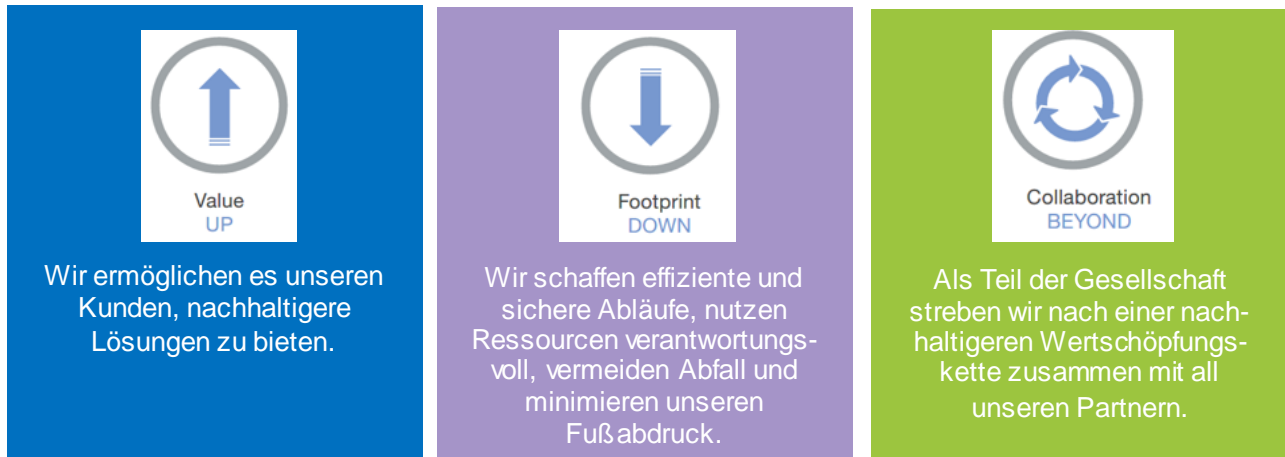 Value
UP
Wir ermöglichen es unseren
Kunden, nachhaltigere
Lösungen zu bieten.
Footprint
DOWN
Wir schaffen effiziente und
sichere Abläufe, nutzen
Ressourcen verantwortungs-
voll, vermeiden Abfall und
minimieren unseren
Fußabdruck.
Collaboration
BEYOND
Als Teil der Gesellschaft
streben wir nach einer nach-
haltigeren Wertschöpfungs-
kette zusammen mit all
unseren Partnern.